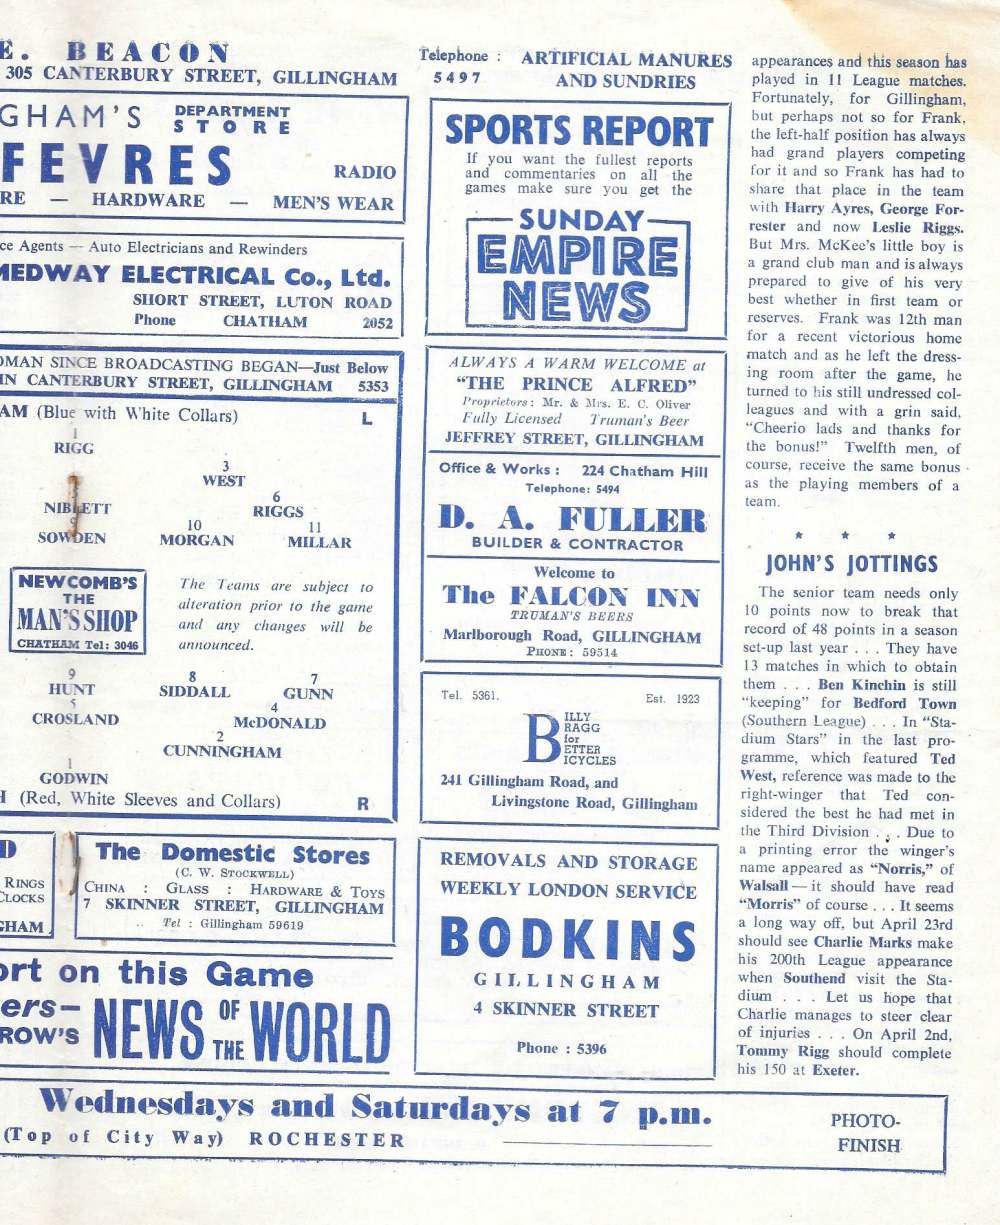 E. BEACON
305 CANTERBURY STREET, GILLINGHAM
GHAM'S DEPARTMENT STORE
FEVRES RADIO
RE — HARDWARE — MEN'S WEAR
ce Agents — Auto Electricians and Rewinders
MEDWAY ELECTRICAL Co., Ltd.
SHORT STREET, LUTON ROAD
Phone CHATHAM 2052
OMAN SINCE BROADCASTING BEGAN—Just Below
IN CANTERBURY STREET, GILLINGHAM 5353
AM (Blue with White Collars) L
1
RIGG
3
WEST
6
NIBLETT RIGGS
9 10 11
SOWDEN MORGAN MILLAR
NEWCOMB'S
THE
MAN'S SHOP
CHATHAM Tel: 3046
The Teams are subject to
alteration prior to the game
and any changes will be
announced.
9 8 7
HUNT SIDDALL GUNN
5 4
CROSLAND McDONALD
2
CUNNINGHAM
1
GODWIN
H (Red, White Sleeves and Collars) R
D
RINGS
CLOCKS
GHAM
The Domestic Stores
(C. W. STOCKWELL)
CHINA : GLASS : HARDWARE & TOYS
7 SKINNER STREET, GILLINGHAM
Tel : Gillingham 59619
ort on this Game
ers—
ROW'S NEWS OF THE WORLD
Telephone : ARTIFICIAL MANURES
5497 AND SUNDRIES
SPORTS REPORT
If you want the fullest reports
and commentaries on all the
games make sure you get the
SUNDAY
EMPIRE
NEWS
ALWAYS A WARM WELCOME at
"THE PRINCE ALFRED"
Proprietors: Mr. & Mrs. E. C. Oliver
Fully Licensed Truman's Beer
JEFFREY STREET, GILLINGHAM
Office & Works : 224 Chatham Hill
Telephone: 5494
D. A. FULLER
BUILDER & CONTRACTOR
Welcome to
The FALCON INN
TRUMAN'S BEERS
Marlborough Road, GILLINGHAM
PHONE: 59514
Tel. 5361. Est. 1923
BILLY
RAGG
for
BETTER
BICYCLES
241 Gillingham Road, and
Livingstone Road, Gillingham
REMOVALS AND STORAGE
WEEKLY LONDON SERVICE
BODKINS
GILLINGHAM
4 SKINNER STREET
Phone : 5396
appearances and this season has
played in 11 League matches.
Fortunately, for Gillingham,
but perhaps not so for Frank,
the left-half position has always
had grand players competing
for it and so Frank has had to
share that place in the team
with Harry Ayres, George For-
rester and now Leslie Riggs.
But Mrs. McKee's little boy is
a grand club man and is always
prepared to give of his very
best whether in first team or
reserves. Frank was 12th man
for a recent victorious home
match and as he left the dress-
ing room after the game, he
turned to his still undressed col-
leagues and with a grin said,
"Cheerio lads and thanks for
the bonus!" Twelfth men, of
course, receive the same bonus
as the playing members of a
team.
* * *
JOHN'S JOTTINGS
The senior team needs only
10 points now to break that
record of 48 points in a season
set-up last year . . . They have
13 matches in which to obtain
them . . . Ben Kinchin is still
"keeping" for Bedford Town
(Southern League) . . . In "Sta-
dium Stars" in the last pro-
gramme, which featured Ted
West, reference was made to the
right-winger that Ted con-
sidered the best he had met in
the Third Division . . . Due to
a printing error the winger's
name appeared as "Norris," of
Walsall — it should have read
"Morris" of course . . . It seems
a long way off, but April 23rd
should see Charlie Marks make
his 200th League appearance
when Southend visit the Sta-
dium . . . Let us hope that
Charlie manages to steer clear
of injuries . . . On April 2nd,
Tommy Rigg should complete
his 150 at Exeter.
Wednesdays and Saturdays at 7 p.m.
(Top of City Way) ROCHESTER
PHOTO-
FINISH